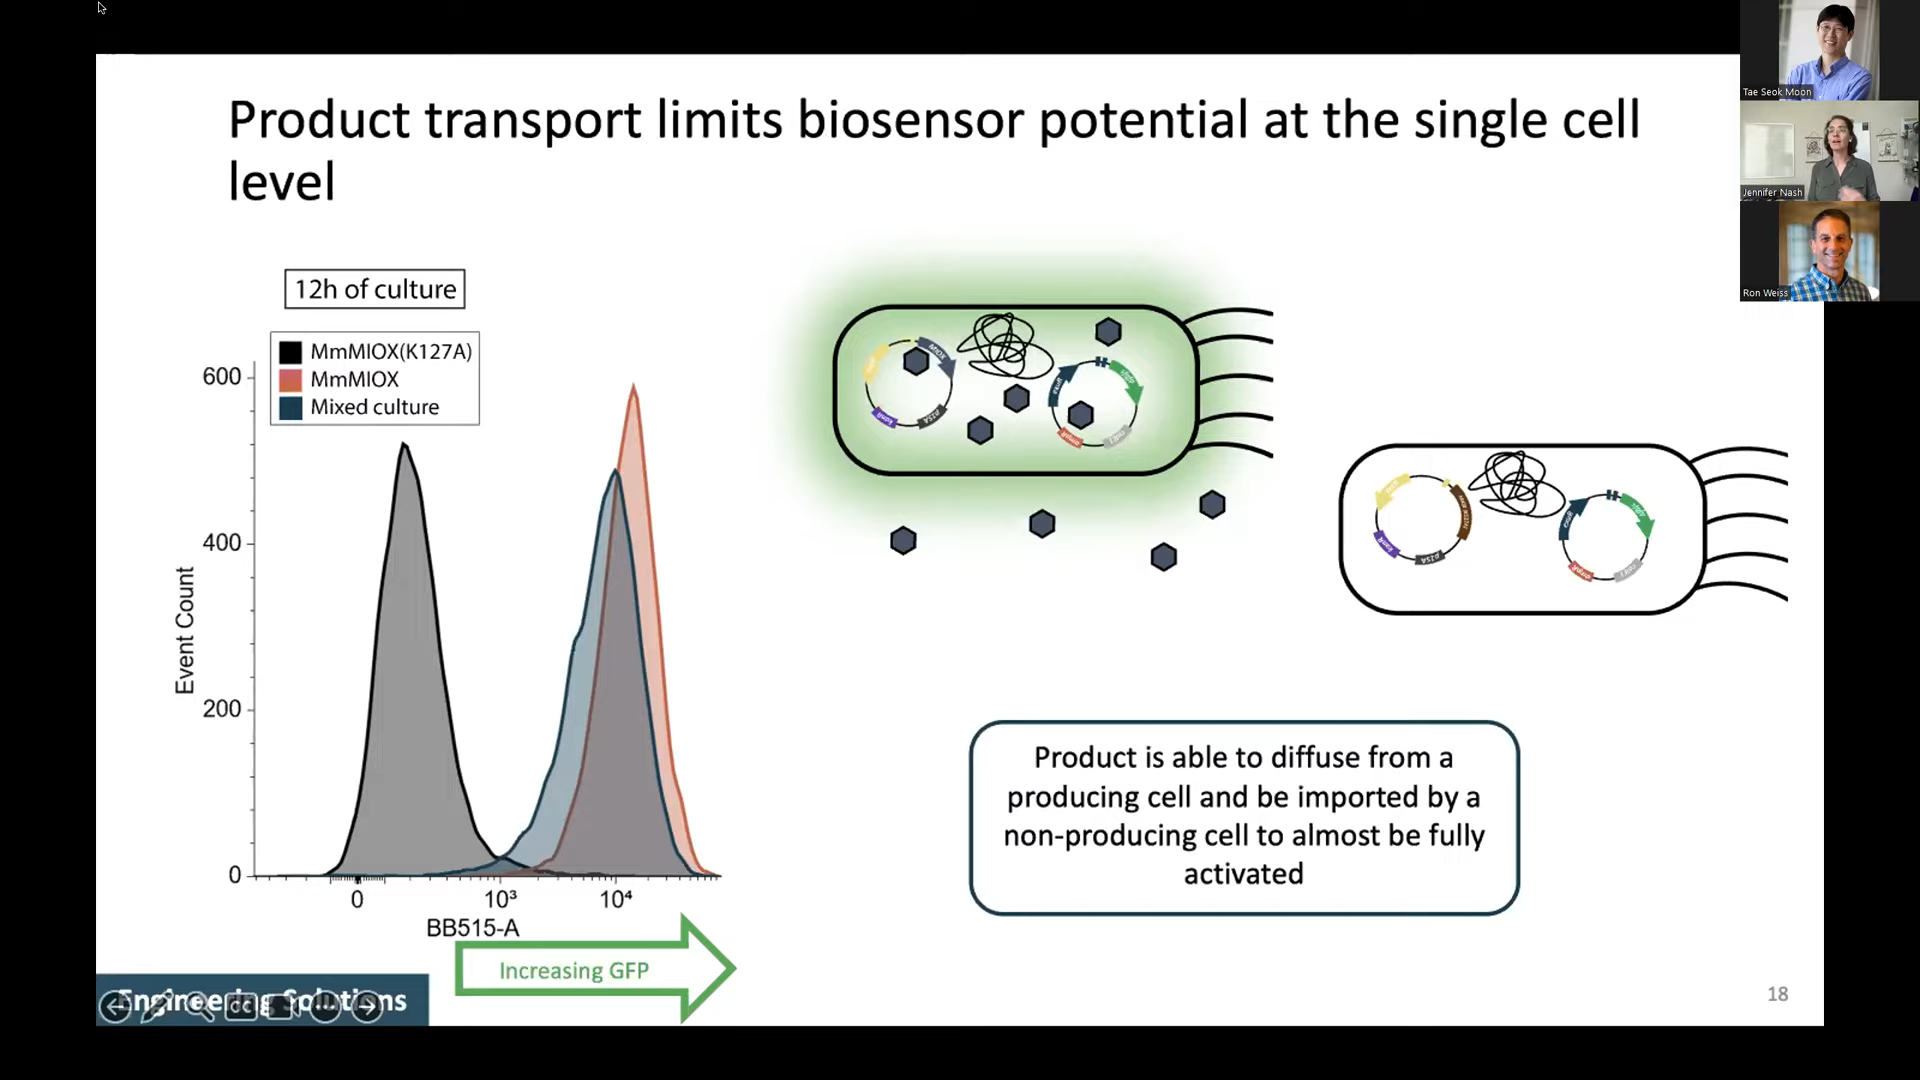 Product transport limits biosensor potential at the single cell
level
Tae Seok Moon
Jennifer Nash
Ron Weiss
12h of culture
MmMIOX(K127A)
MmMIOX
Mixed culture
600
400
200
0
Event Count
0
10³
10⁴
BB515-A
Increasing GFP
MIOX
Product is able to diffuse from a
producing cell and be imported by a
non-producing cell to almost be fully
activated
Engineering Solutions
18